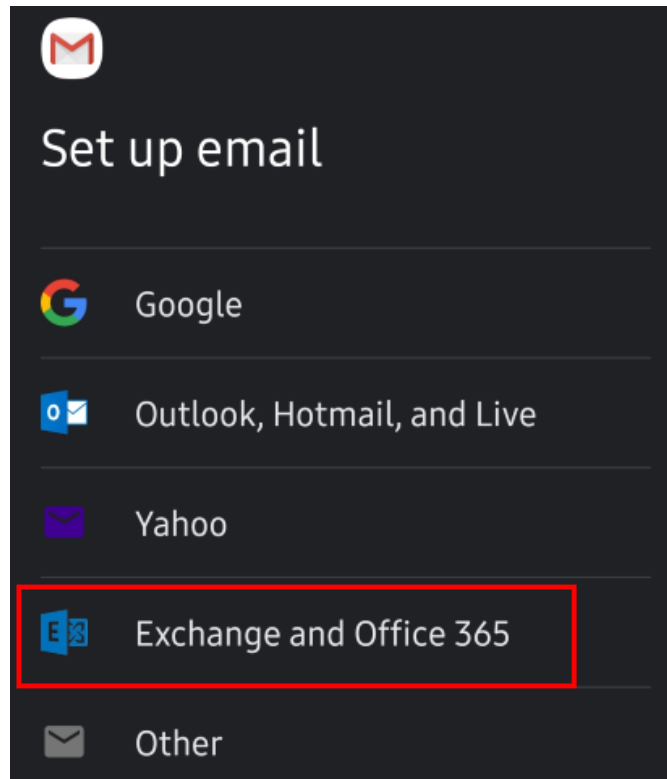 Set up email
Google
Outlook, Hotmail, and Live
Yahoo
Exchange and Office 365
Other